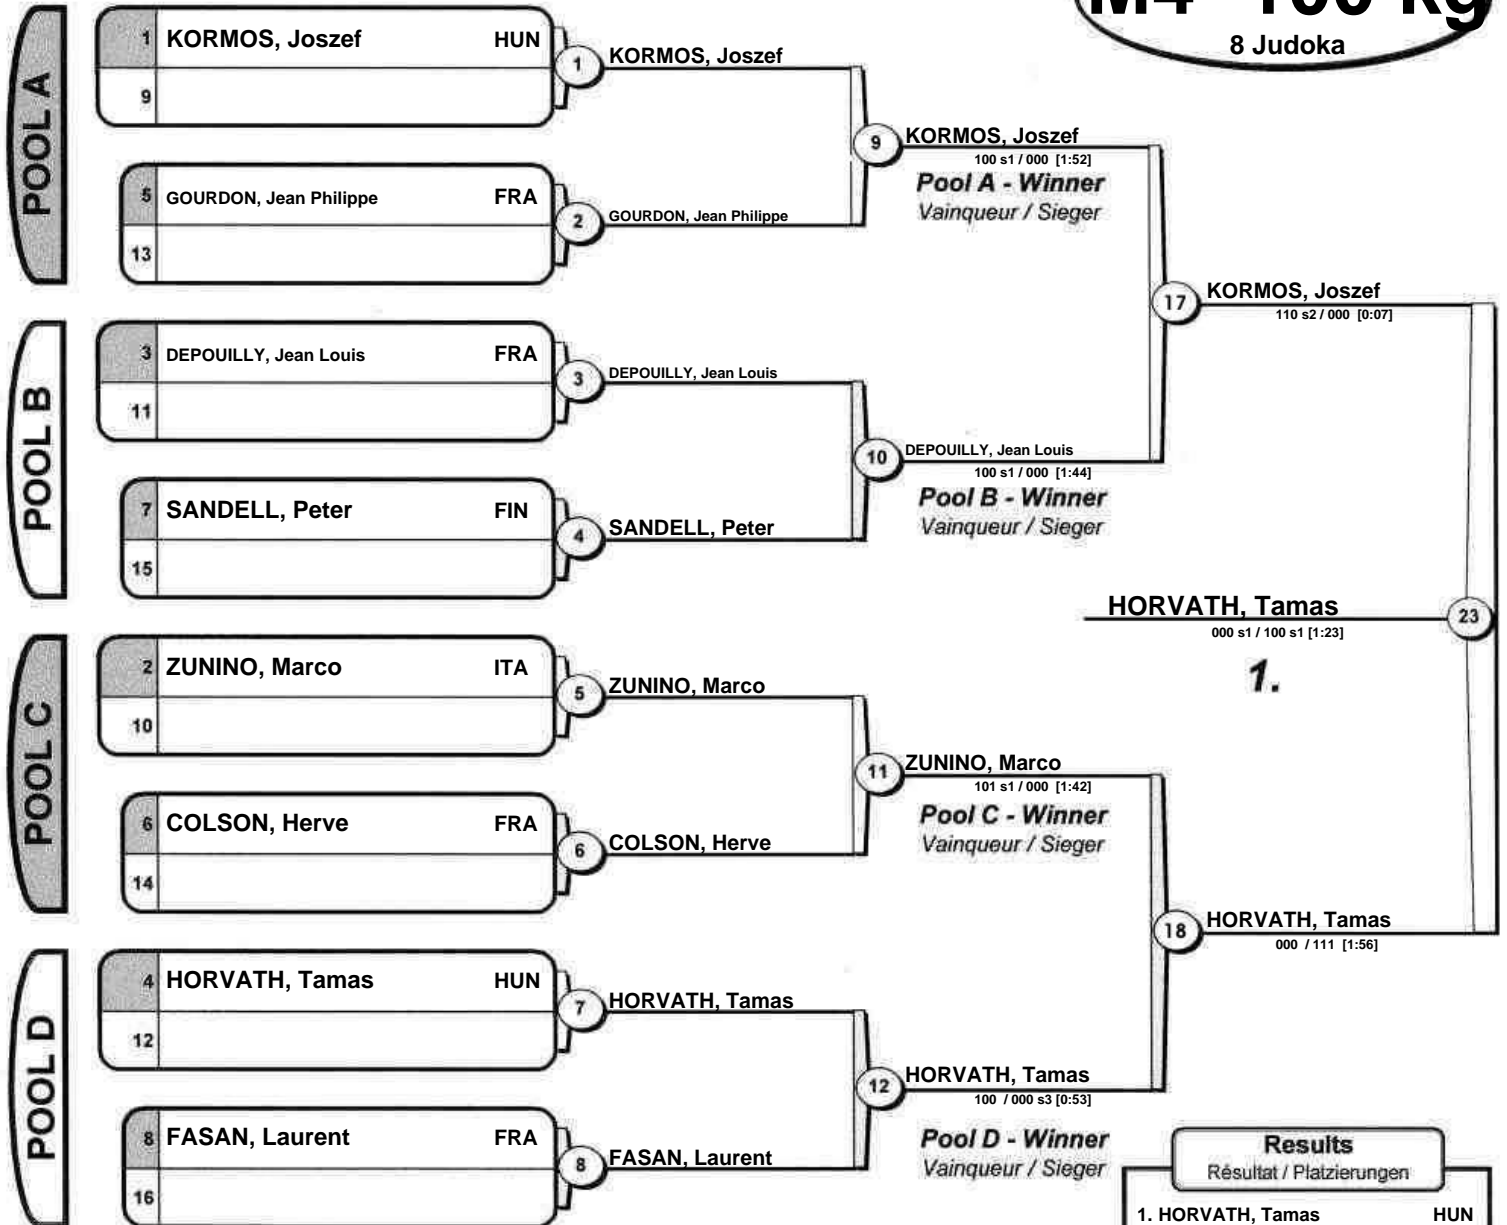 M4 -100 kg
8 Judoka
POOL A
1 KORMOS, Joszef HUN
9
5 GOURDON, Jean Philippe FRA
13
1 KORMOS, Joszef
2 GOURDON, Jean Philippe
9 KORMOS, Joszef
100 s1 / 000 [1:52]
Pool A - Winner
Vainqueur / Sieger
POOL B
3 DEPOUILLY, Jean Louis FRA
11
7 SANDELL, Peter FIN
15
3 DEPOUILLY, Jean Louis
4 SANDELL, Peter
10 DEPOUILLY, Jean Louis
100 s1 / 000 [1:44]
Pool B - Winner
Vainqueur / Sieger
17 KORMOS, Joszef
110 s2 / 000 [0:07]
HORVATH, Tamas 23
000 s1 / 100 s1 [1:23]
1.
POOL C
2 ZUNINO, Marco ITA
10
6 COLSON, Herve FRA
14
5 ZUNINO, Marco
6 COLSON, Herve
11 ZUNINO, Marco
101 s1 / 000 [1:42]
Pool C - Winner
Vainqueur / Sieger
18 HORVATH, Tamas
000 / 111 [1:56]
POOL D
4 HORVATH, Tamas HUN
12
8 FASAN, Laurent FRA
16
7 HORVATH, Tamas
8 FASAN, Laurent
12 HORVATH, Tamas
100 / 000 s3 [0:53]
Pool D - Winner
Vainqueur / Sieger
Results
Résultat / Platzierungen
1. HORVATH, Tamas HUN